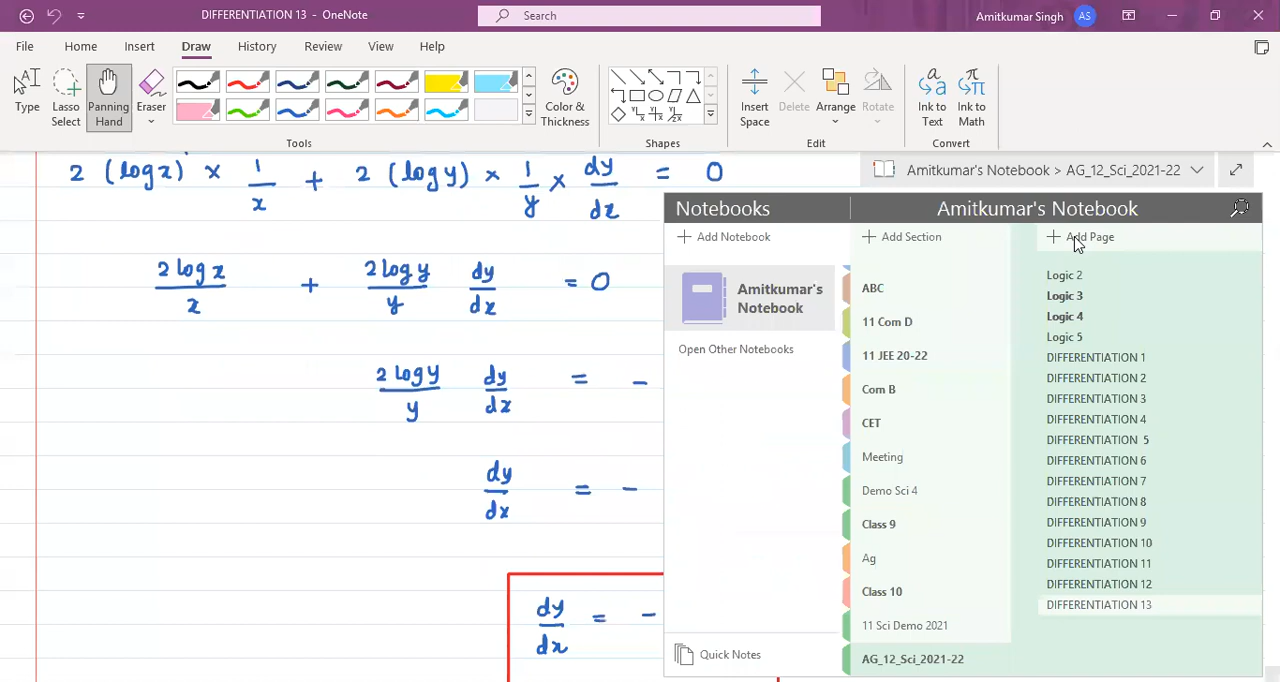 DIFFERENTIATION 13 - OneNote
Search
Amitkumar Singh AS
File Home Insert Draw History Review View Help
Type
Lasso Select
Panning Hand
Eraser
Color & Thickness
Insert Space
Delete
Arrange
Rotate
Ink to Text
Ink to Math
Tools Shapes Edit Convert
2 (log x) × 1/x + 2 (log y) × 1/y × dy/dx = 0
2 log x/x + 2 log y/y dy/dx = 0
2 log y/y dy/dx = -
dy/dx = -
dy/dx = -
Amitkumar's Notebook > AG_12_Sci_2021-22
Notebooks
Amitkumar's Notebook
+ Add Notebook
Amitkumar's
Notebook
Open Other Notebooks
Quick Notes
+ Add Section
ABC
11 Com D
11 JEE 20-22
Com B
CET
Meeting
Demo Sci 4
Class 9
Ag
Class 10
11 Sci Demo 2021
AG_12_Sci_2021-22
+ Add Page
Logic 2
Logic 3
Logic 4
Logic 5
DIFFERENTIATION 1
DIFFERENTIATION 2
DIFFERENTIATION 3
DIFFERENTIATION 4
DIFFERENTIATION 5
DIFFERENTIATION 6
DIFFERENTIATION 7
DIFFERENTIATION 8
DIFFERENTIATION 9
DIFFERENTIATION 10
DIFFERENTIATION 11
DIFFERENTIATION 12
DIFFERENTIATION 13